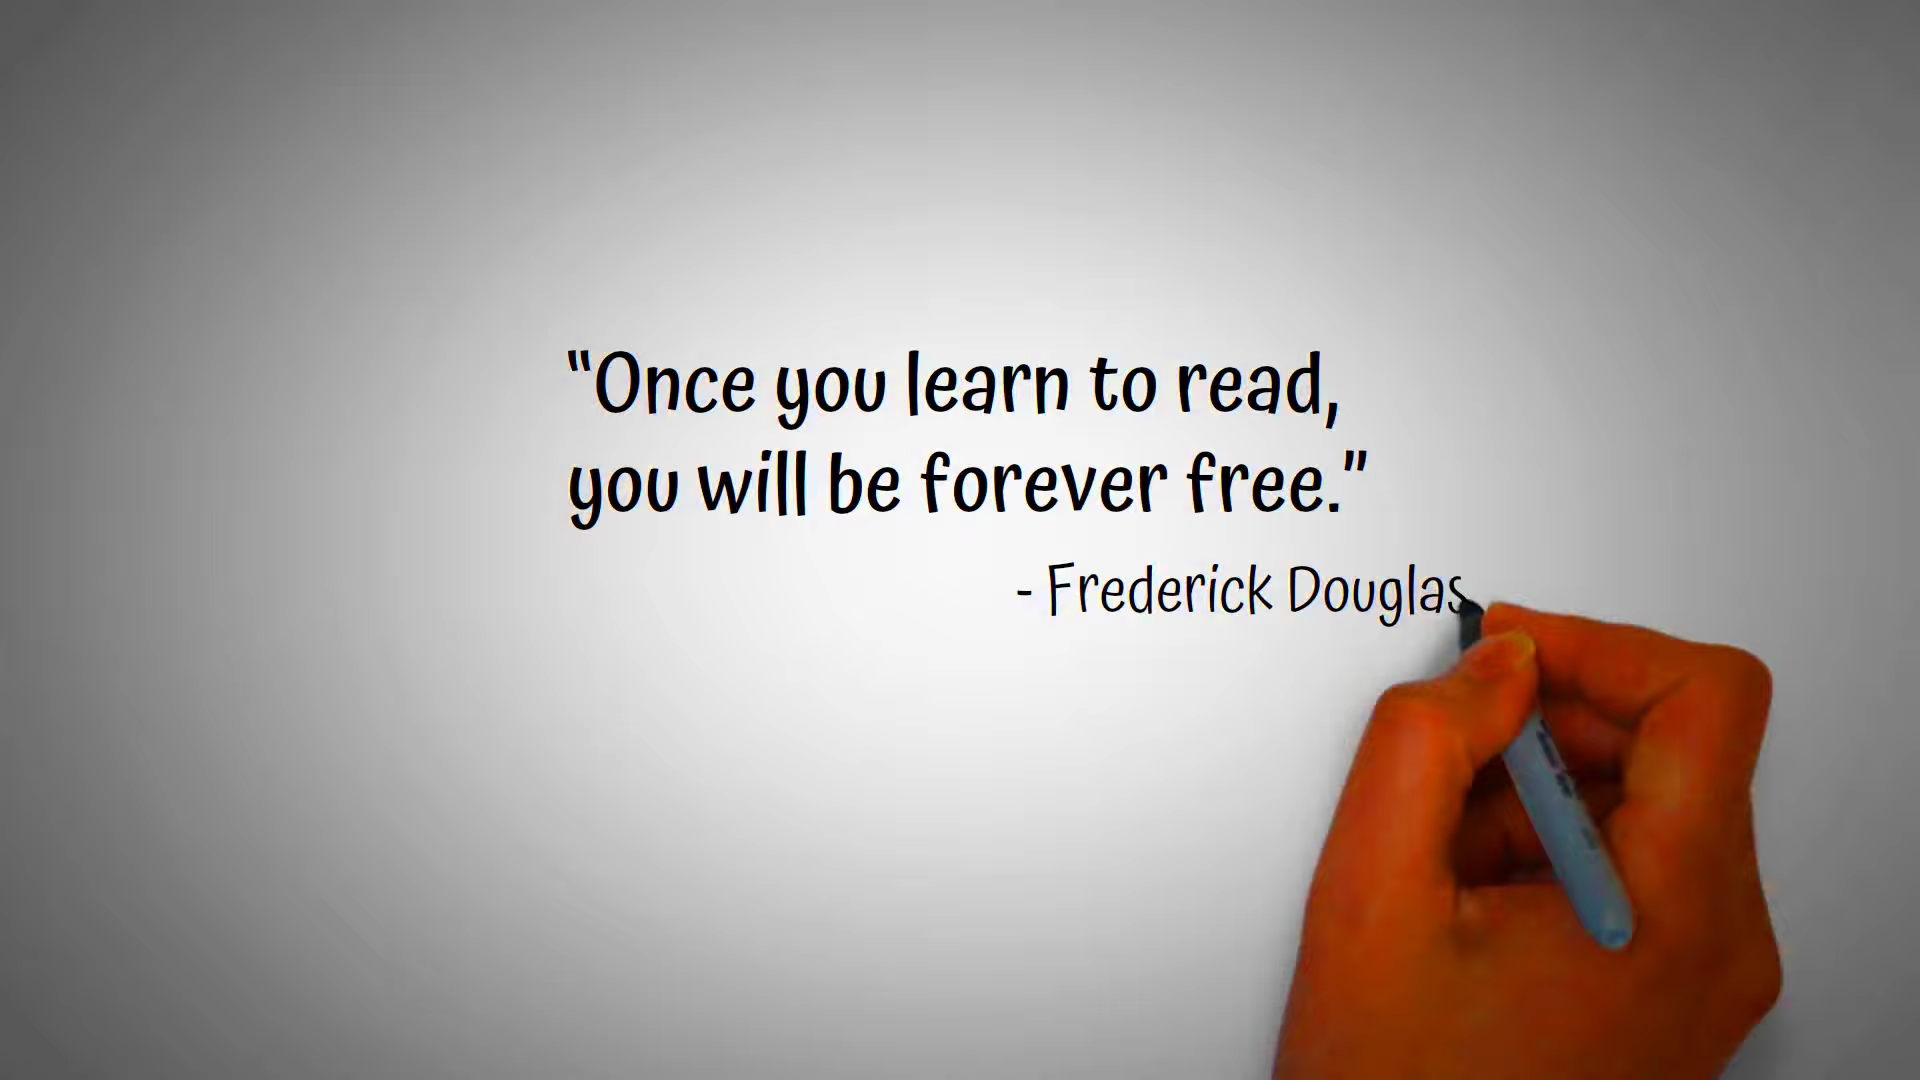 “Once you learn to read,
you will be forever free.”
- Frederick Douglas